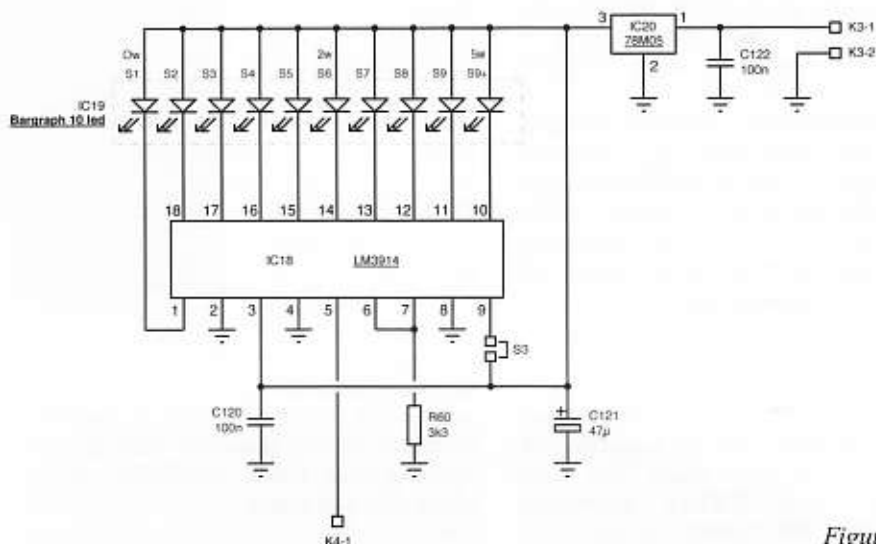 3 IC20 1
78M05
2
K3-1
K3-2
C122
100n
0w 2w 5w
S1 S2 S3 S4 S5 S6 S7 S8 S9 S9+
IC19
Bargraph 10 led
18 17 16 15 14 13 12 11 10
IC18 LM3914
1 2 3 4 5 6 7 8 9
S3
C120
100n
R60
3k3
+ C121
47µ
K4-1
Figu